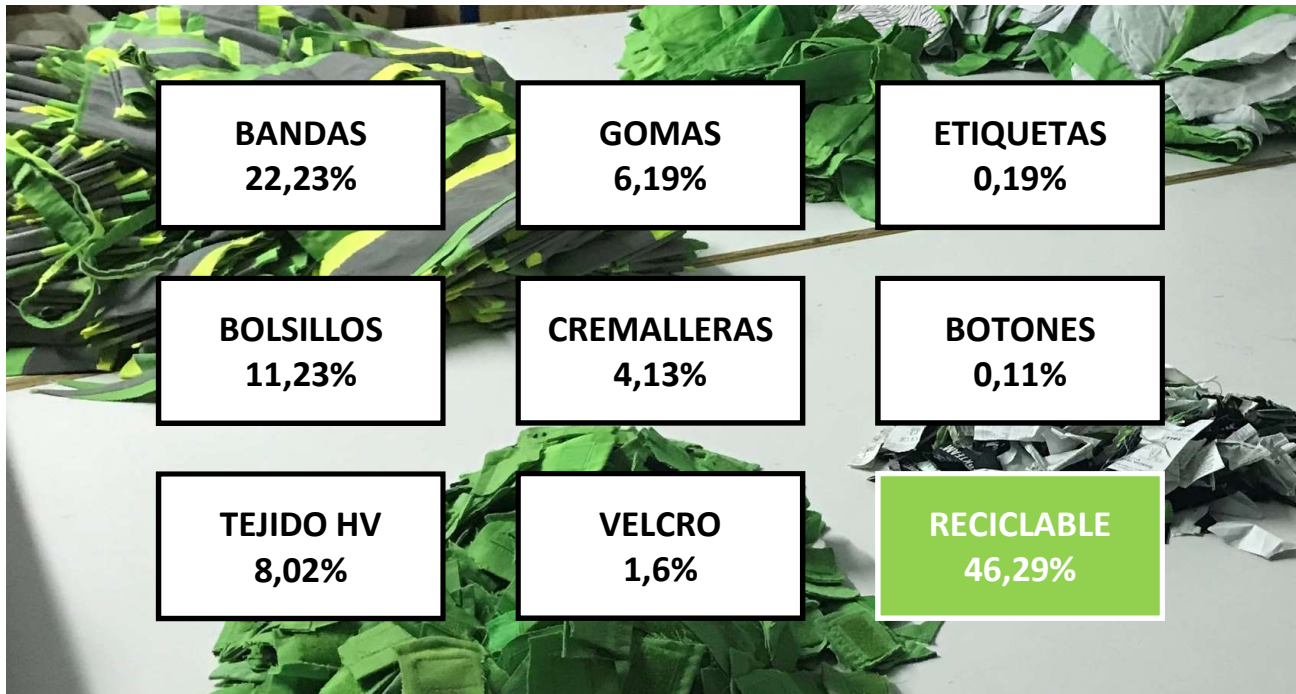 BANDAS
22,23%
GOMAS
6,19%
ETIQUETAS
0,19%
BOLSILLOS
11,23%
CREMALLERAS
4,13%
BOTONES
0,11%
TEJIDO HV
8,02%
VELCRO
1,6%
RECICLABLE
46,29%